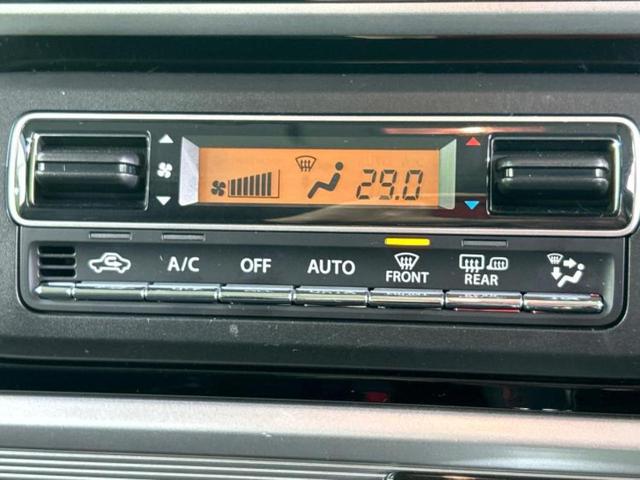 29.0
A/C OFF AUTO FRONT REAR